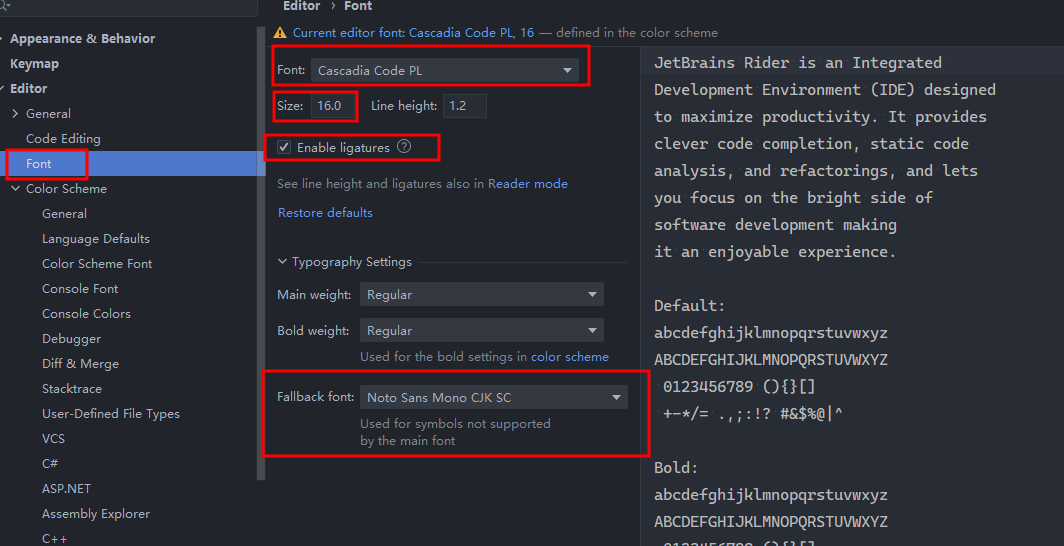 Editor › Font
Appearance & Behavior
Keymap
Editor
General
Code Editing
Font
Color Scheme
General
Language Defaults
Color Scheme Font
Console Font
Console Colors
Debugger
Diff & Merge
Stacktrace
User-Defined File Types
VCS
C#
ASP.NET
Assembly Explorer
C++
Current editor font: Cascadia Code PL, 16 — defined in the color scheme
Font: Cascadia Code PL
Size: 16.0 Line height: 1.2
Enable ligatures ?
See line height and ligatures also in Reader mode
Restore defaults
Typography Settings
Main weight: Regular
Bold weight: Regular
Used for the bold settings in color scheme
Fallback font: Noto Sans Mono CJK SC
Used for symbols not supported
by the main font
JetBrains Rider is an Integrated
Development Environment (IDE) designed
to maximize productivity. It provides
clever code completion, static code
analysis, and refactorings, and lets
you focus on the bright side of
software development making
it an enjoyable experience.
Default:
abcdefghijklmnopqrstuvwxyz
ABCDEFGHIJKLMNOPQRSTUVWXYZ
0123456789 (){}[]
+-*/= .,;:!? #&$%@|^
Bold:
abcdefghijklmnopqrstuvwxyz
ABCDEFGHIJKLMNOPQRSTUVWXYZ
0123456789 (){}[]